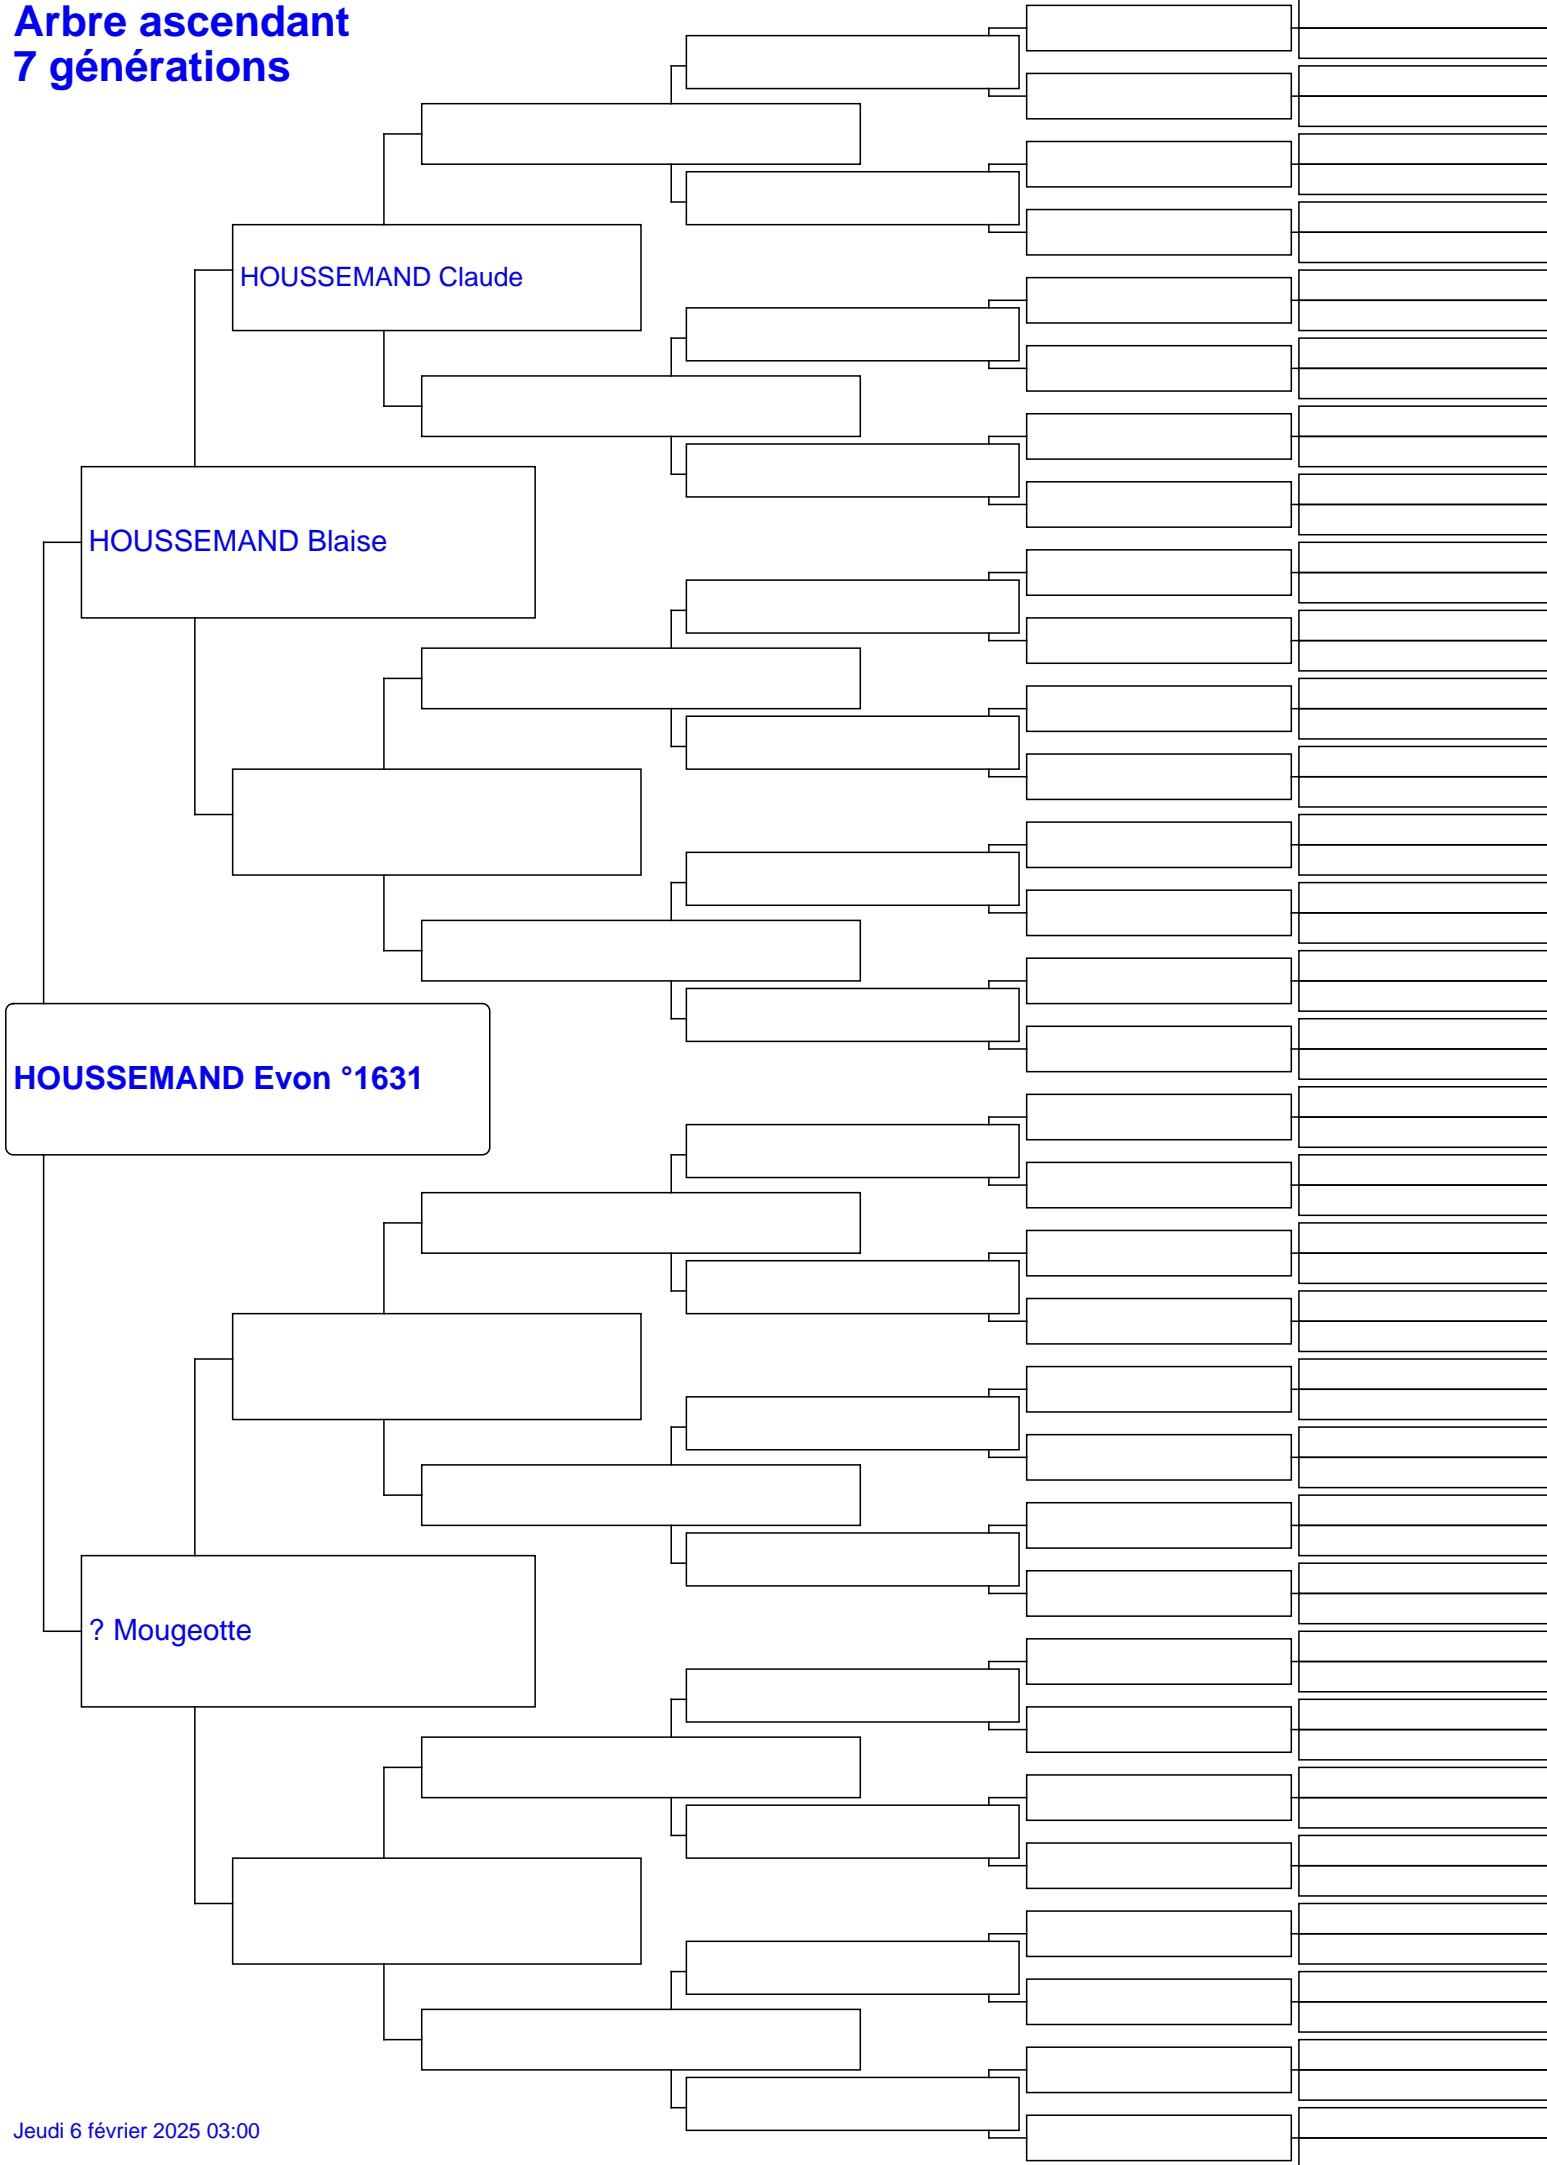 Arbre ascendant
7 générations
HOUSSEMAND Claude
HOUSSEMAND Blaise
HOUSSEMAND Evon °1631
? Mougeotte
Jeudi 6 février 2025 03:00